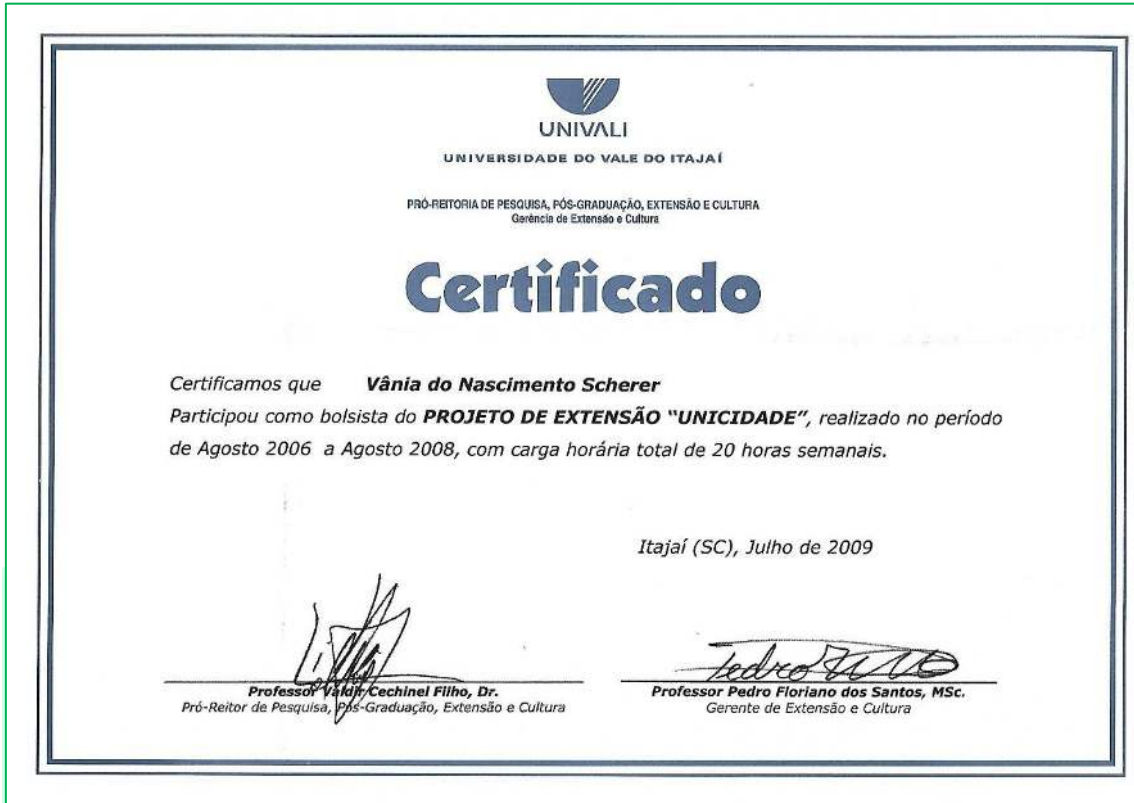 UNIVALI
UNIVERSIDADE DO VALE DO ITAJAÍ
PRÓ-REITORIA DE PESQUISA, PÓS-GRADUAÇÃO, EXTENSÃO E CULTURA
Gerência de Extensão e Cultura
Certificado
Certificamos que Vânia do Nascimento Scherer
Participou como bolsista do PROJETO DE EXTENSÃO "UNICIDADE", realizado no período
de Agosto 2006 a Agosto 2008, com carga horária total de 20 horas semanais.
Itajaí (SC), Julho de 2009
Professor Valdir Cechinel Filho, Dr.
Pró-Reitor de Pesquisa, Pós-Graduação, Extensão e Cultura
Pedro
Professor Pedro Floriano dos Santos, MSc.
Gerente de Extensão e Cultura